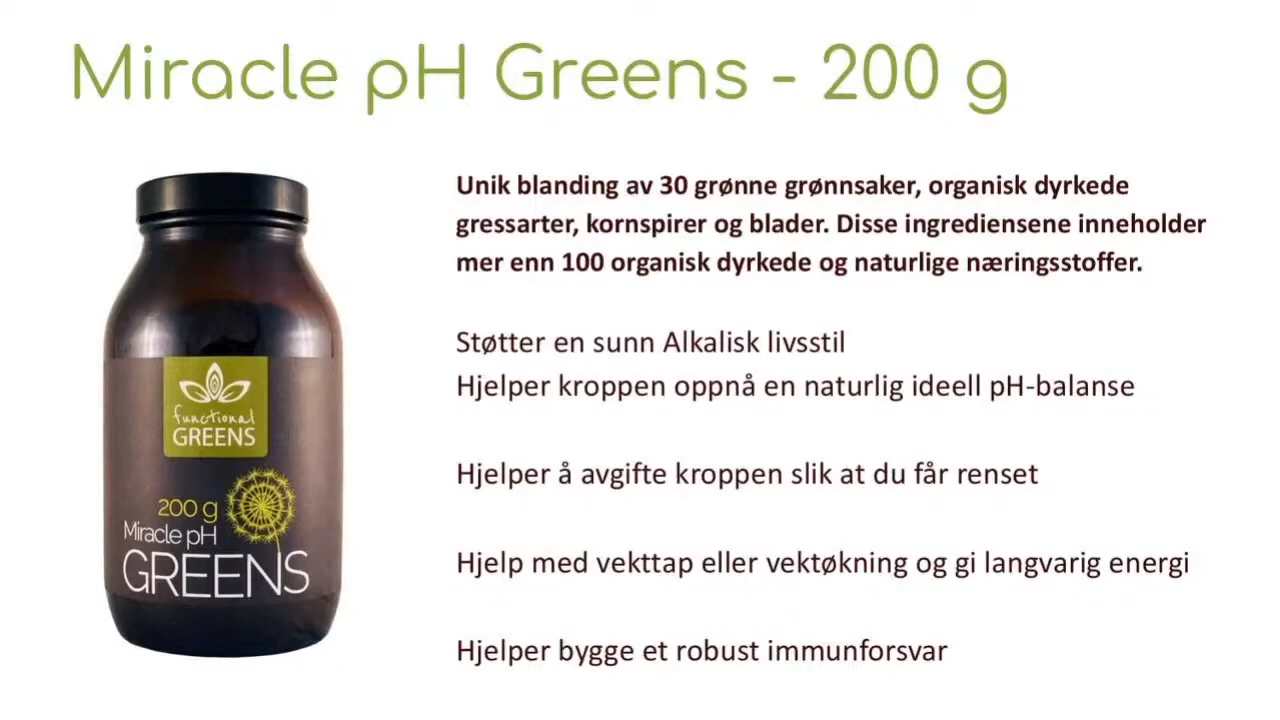 Miracle pH Greens - 200 g
Unik blanding av 30 grønne grønnsaker, organisk dyrkede
gressarter, kornspirer og blader. Disse ingrediensene inneholder
mer enn 100 organisk dyrkede og naturlige næringsstoffer.
Støtter en sunn Alkalisk livsstil
Hjelper kroppen oppnå en naturlig ideell pH-balanse
Hjelper å avgifte kroppen slik at du får renset
Hjelp med vekttap eller vektøkning og gi langvarig energi
Hjelper bygge et robust immunforsvar
functional
GREENS
200 g
Miracle pH
GREENS